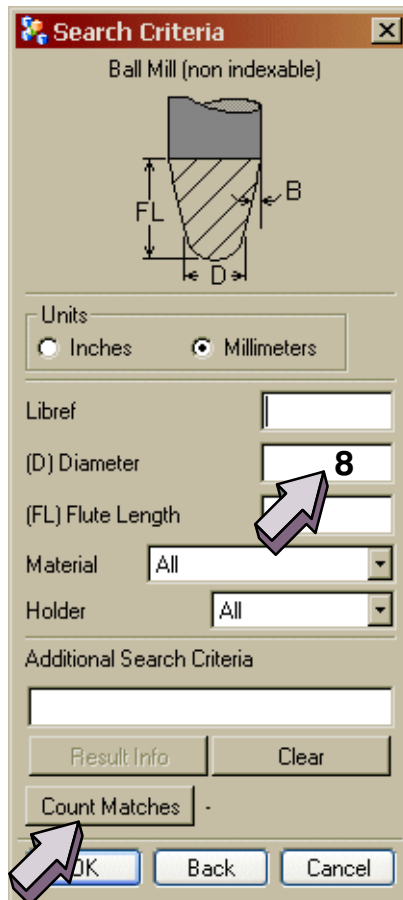 Search Criteria
Ball Mill (non indexable)
FL
B
D
Units
Inches Millimeters
Libref
(D) Diameter 8
(FL) Flute Length
Material All
Holder All
Additional Search Criteria
Result Info Clear
Count Matches -
OK Back Cancel